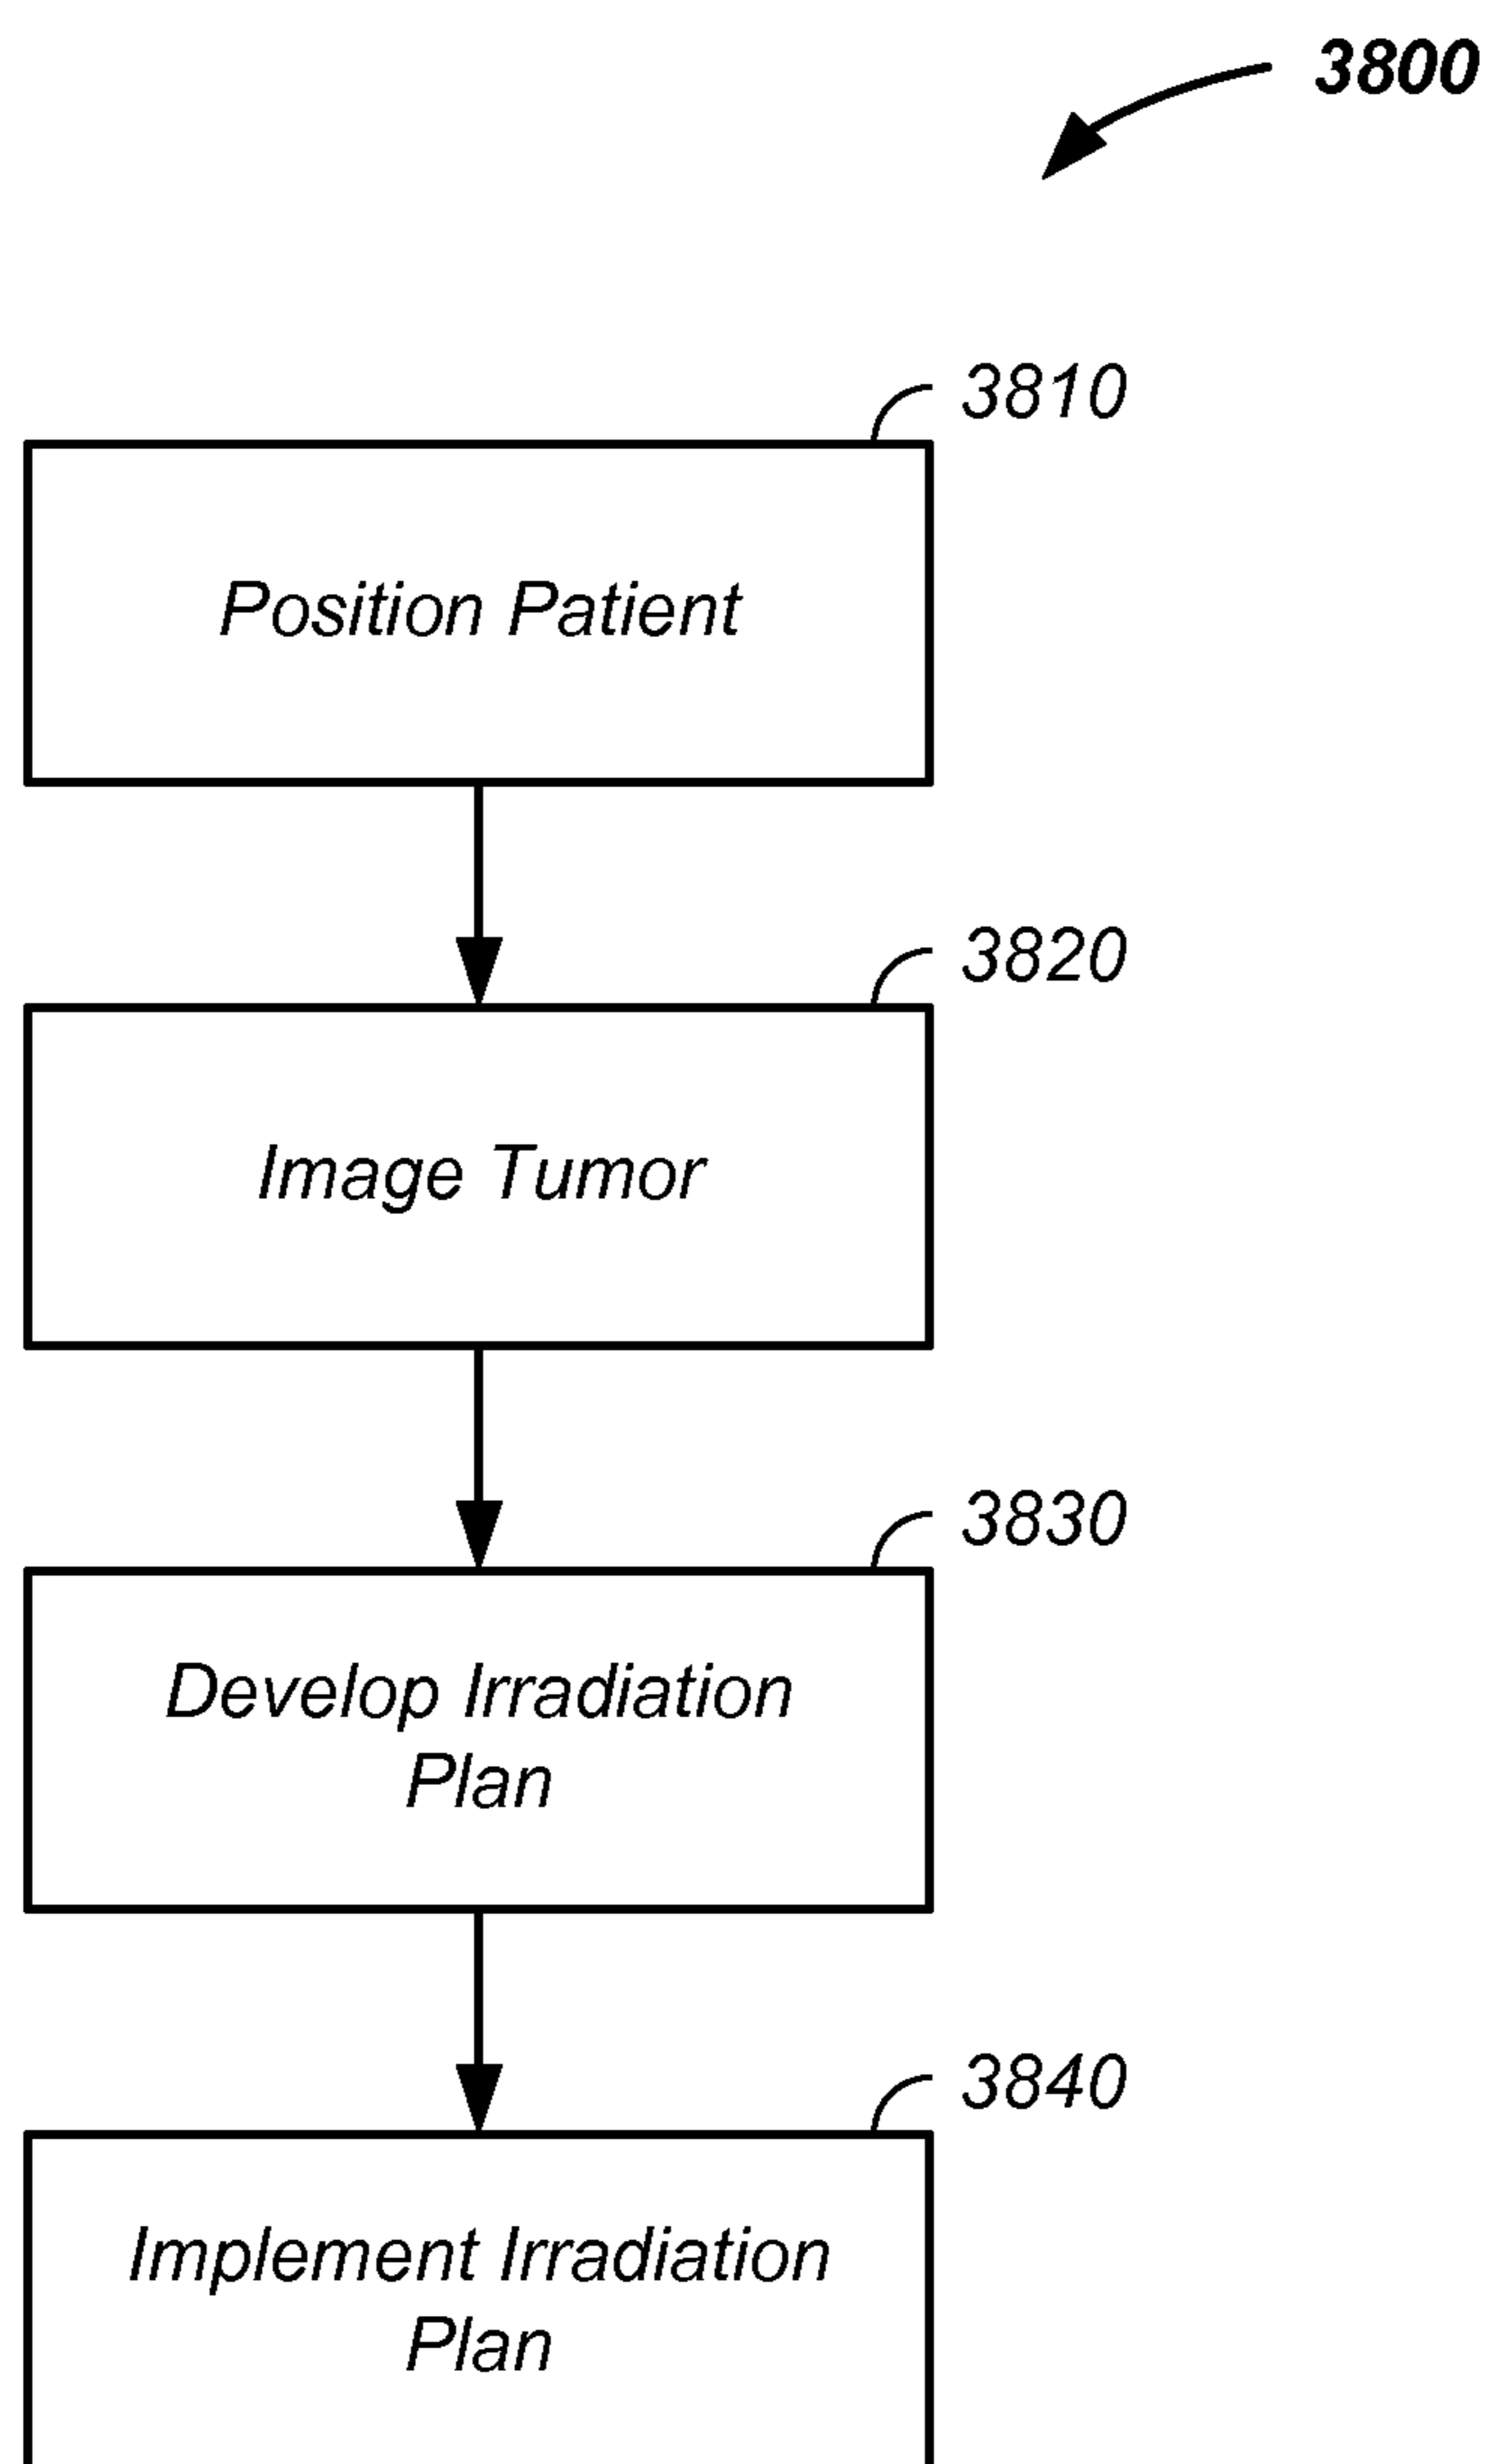 3800
3810
Position Patient
3820
Image Tumor
3830
Develop Irradiation
Plan
3840
Implement Irradiation
Plan